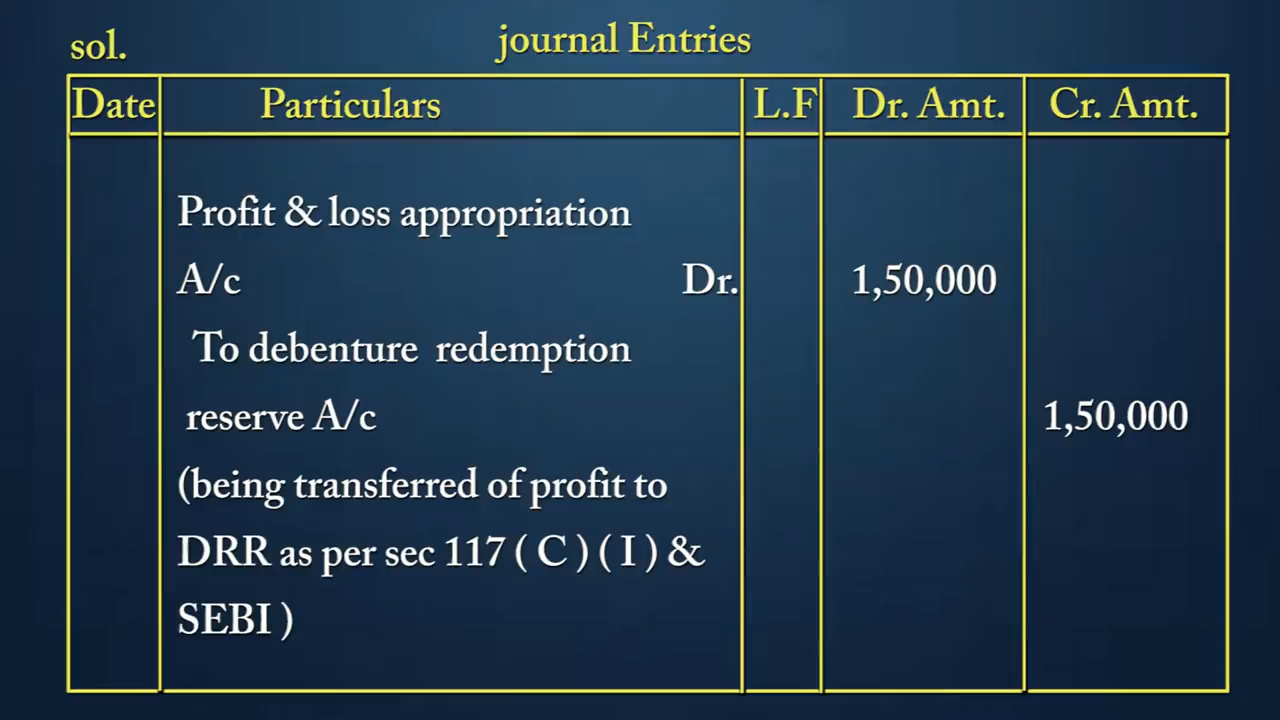 sol.
journal Entries
Date Particulars L.F Dr. Amt. Cr. Amt.
Profit & loss appropriation
A/c Dr. 1,50,000
To debenture redemption
reserve A/c 1,50,000
(being transferred of profit to
DRR as per sec 117 ( C ) ( I ) &
SEBI )